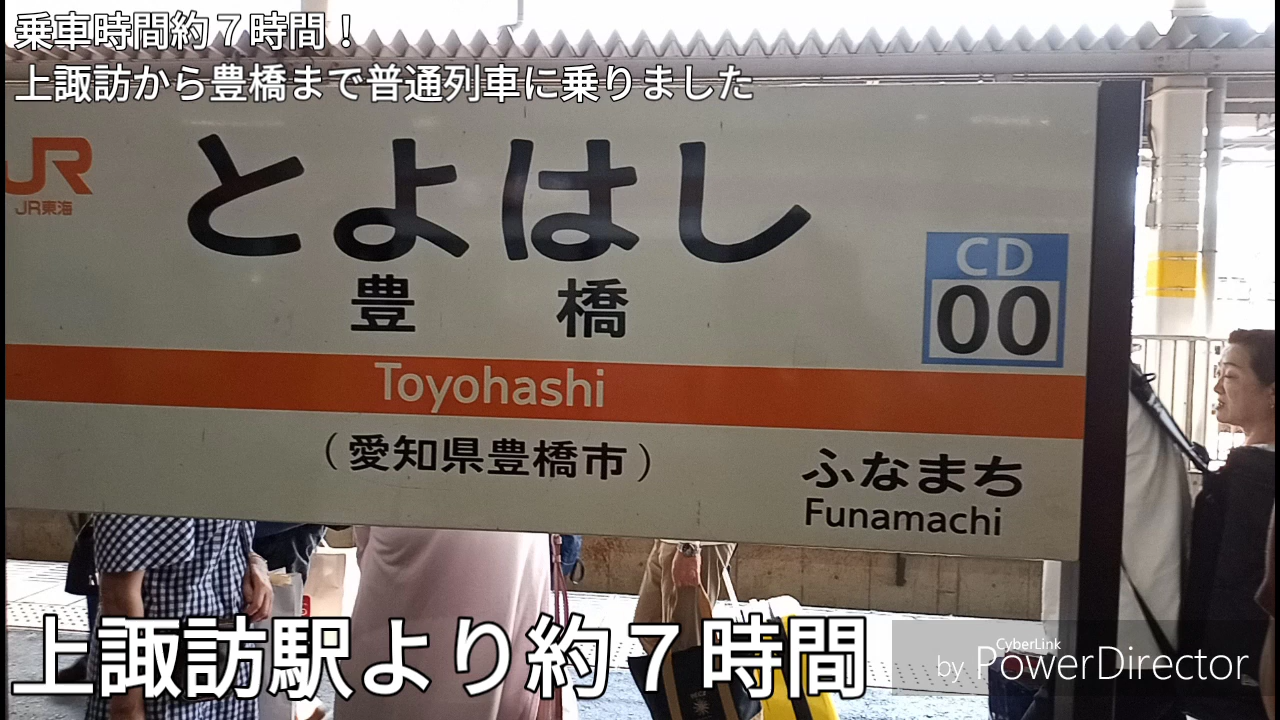 乗車時間約７時間！
上諏訪から豊橋まで普通列車に乗りました
JR
JR東海
とよはし
CD
00
豊橋
Toyohashi
（愛知県豊橋市）
ふなまち
Funamachi
上諏訪駅より約７時間
CyberLink
by PowerDirector